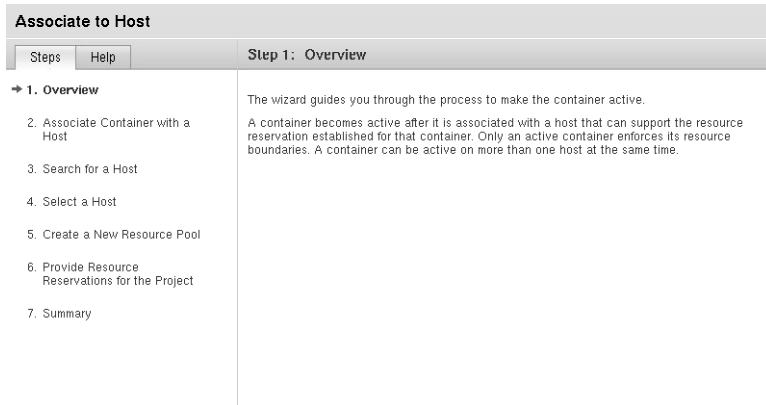 Associate to Host
Steps
Help
Step 1: Overview
1. Overview
2. Associate Container with a
Host
3. Search for a Host
4. Select a Host
5. Create a New Resource Pool
6. Provide Resource
Reservations for the Project
7. Summary
The wizard guides you through the process to make the container active.
A container becomes active after it is associated with a host that can support the resource
reservation established for that container. Only an active container enforces its resource
boundaries. A container can be active on more than one host at the same time.